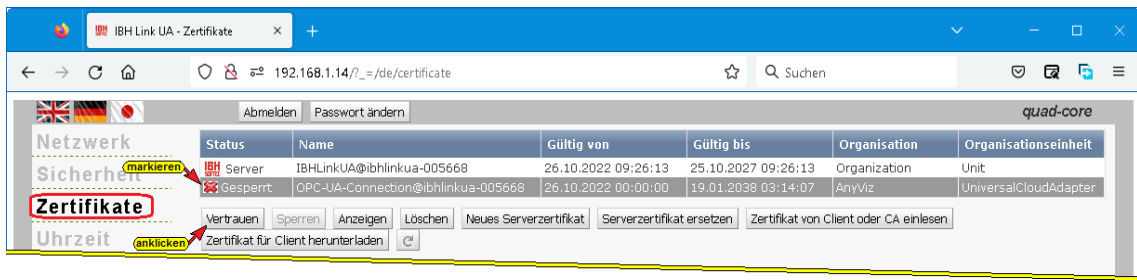 IBH Link UA - Zertifikate
192.168.1.14/?_=/de/certificate
Suchen
Abmelden Passwort ändern quad-core
Netzwerk
Sicherheit
Zertifikate
Uhrzeit
markieren
anklicken
Status Name Gültig von Gültig bis Organisation Organisationseinheit
IBH SOFTEC Server IBHLinkUA@ibhlinkua-005668 26.10.2022 09:26:13 25.10.2027 09:26:13 Organization Unit
Gesperrt OPC-UA-Connection@ibhlinkua-005668 26.10.2022 00:00:00 19.01.2038 03:14:07 AnyViz UniversalCloudAdapter
Vertrauen Sperren Anzeigen Löschen Neues Serverzertifikat Serverzertifikat ersetzen Zertifikat von Client oder CA einlesen
Zertifikat für Client herunterladen